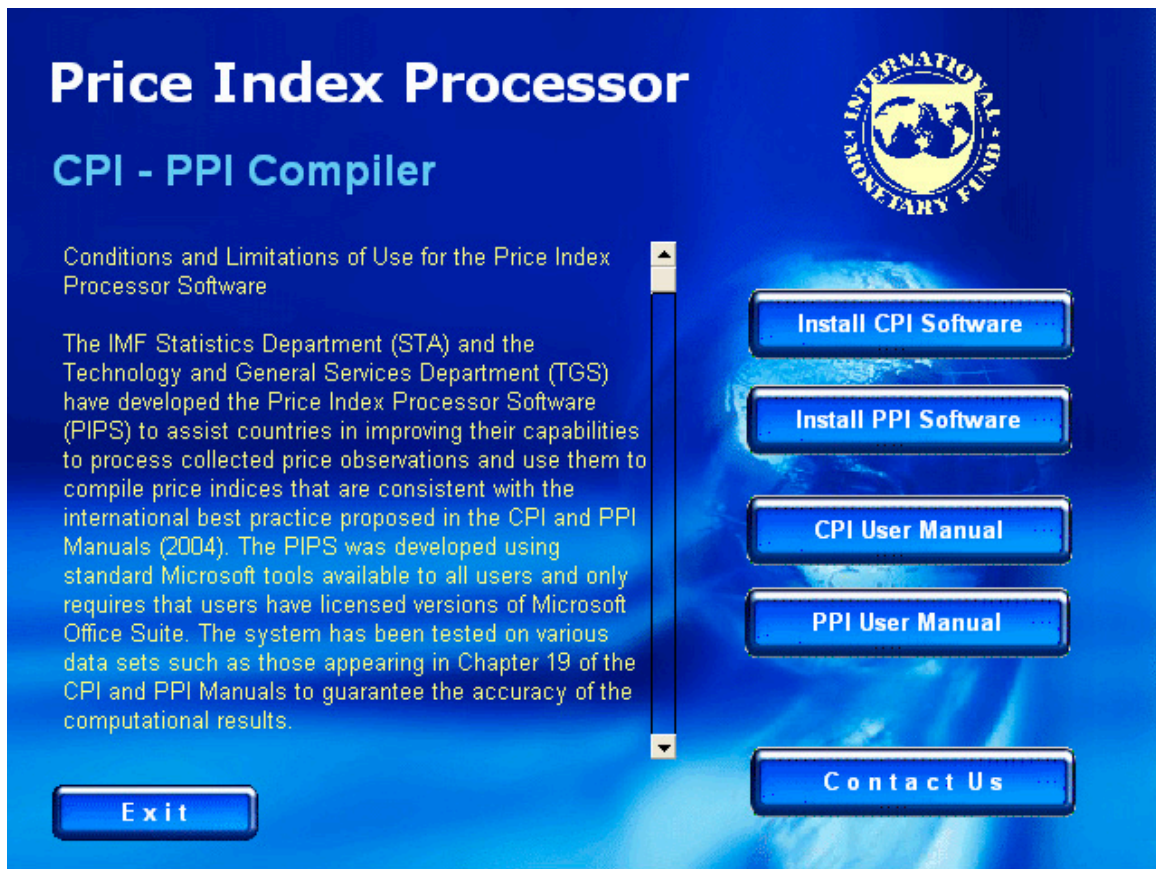 Price Index Processor
CPI - PPI Compiler
INTERNATIONAL
MONETARY FUND
Conditions and Limitations of Use for the Price Index
Processor Software
The IMF Statistics Department (STA) and the
Technology and General Services Department (TGS)
have developed the Price Index Processor Software
(PIPS) to assist countries in improving their capabilities
to process collected price observations and use them to
compile price indices that are consistent with the
international best practice proposed in the CPI and PPI
Manuals (2004). The PIPS was developed using
standard Microsoft tools available to all users and only
requires that users have licensed versions of Microsoft
Office Suite. The system has been tested on various
data sets such as those appearing in Chapter 19 of the
CPI and PPI Manuals to guarantee the accuracy of the
computational results.
Install CPI Software
Install PPI Software
CPI User Manual
PPI User Manual
Contact Us
Exit